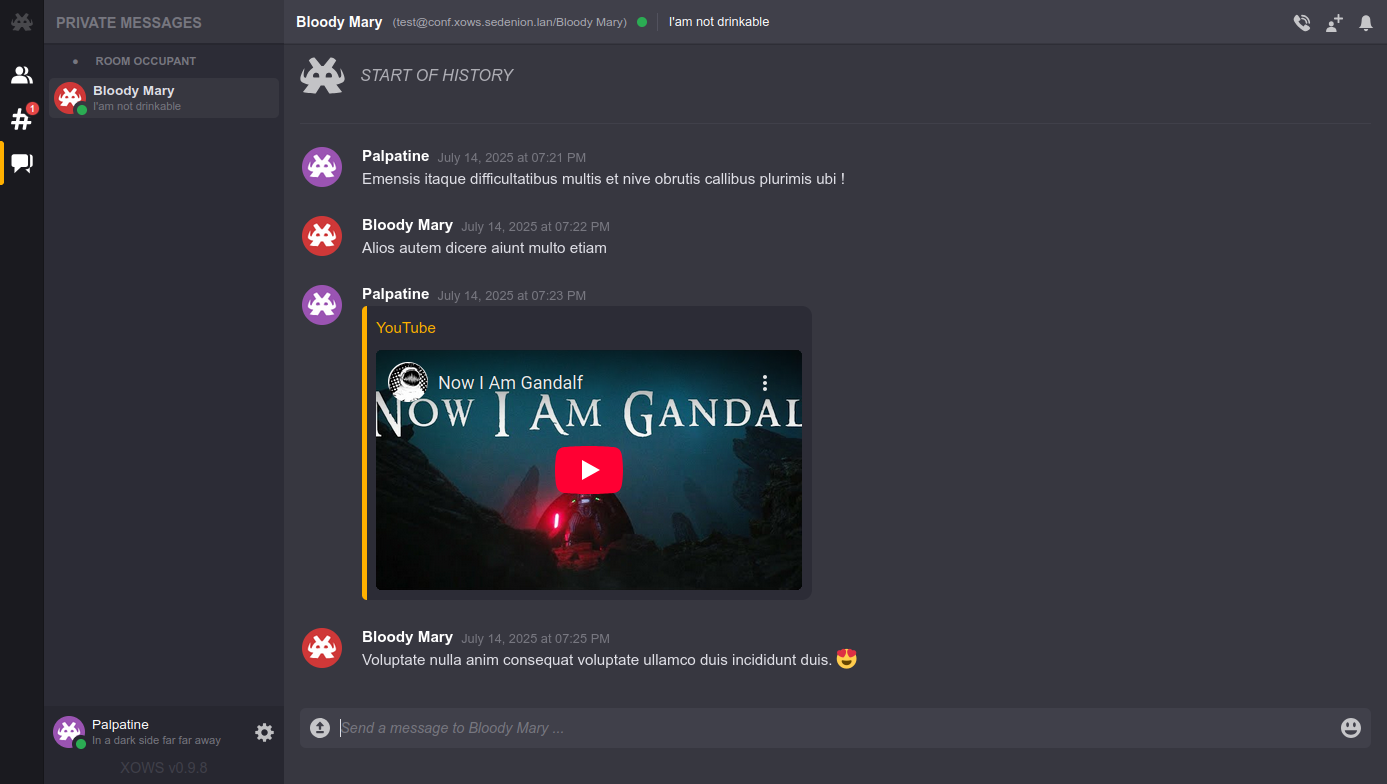 PRIVATE MESSAGES
Bloody Mary (test@conf.xows.sedenion.lan/Bloody Mary) I'am not drinkable
• ROOM OCCUPANT
Bloody Mary
I'am not drinkable
1
START OF HISTORY
Palpatine July 14, 2025 at 07:21 PM
Emensis itaque difficultatibus multis et nive obrutis callibus plurimis ubi !
Bloody Mary July 14, 2025 at 07:22 PM
Alios autem dicere aiunt multo etiam
Palpatine July 14, 2025 at 07:23 PM
YouTube
Now I Am Gandalf
NOW I AM GANDAL
Bloody Mary July 14, 2025 at 07:25 PM
Voluptate nulla anim consequat voluptate ullamco duis incididunt duis. 😍
Send a message to Bloody Mary ...
Palpatine
In a dark side far far away
XOWS v0.9.8